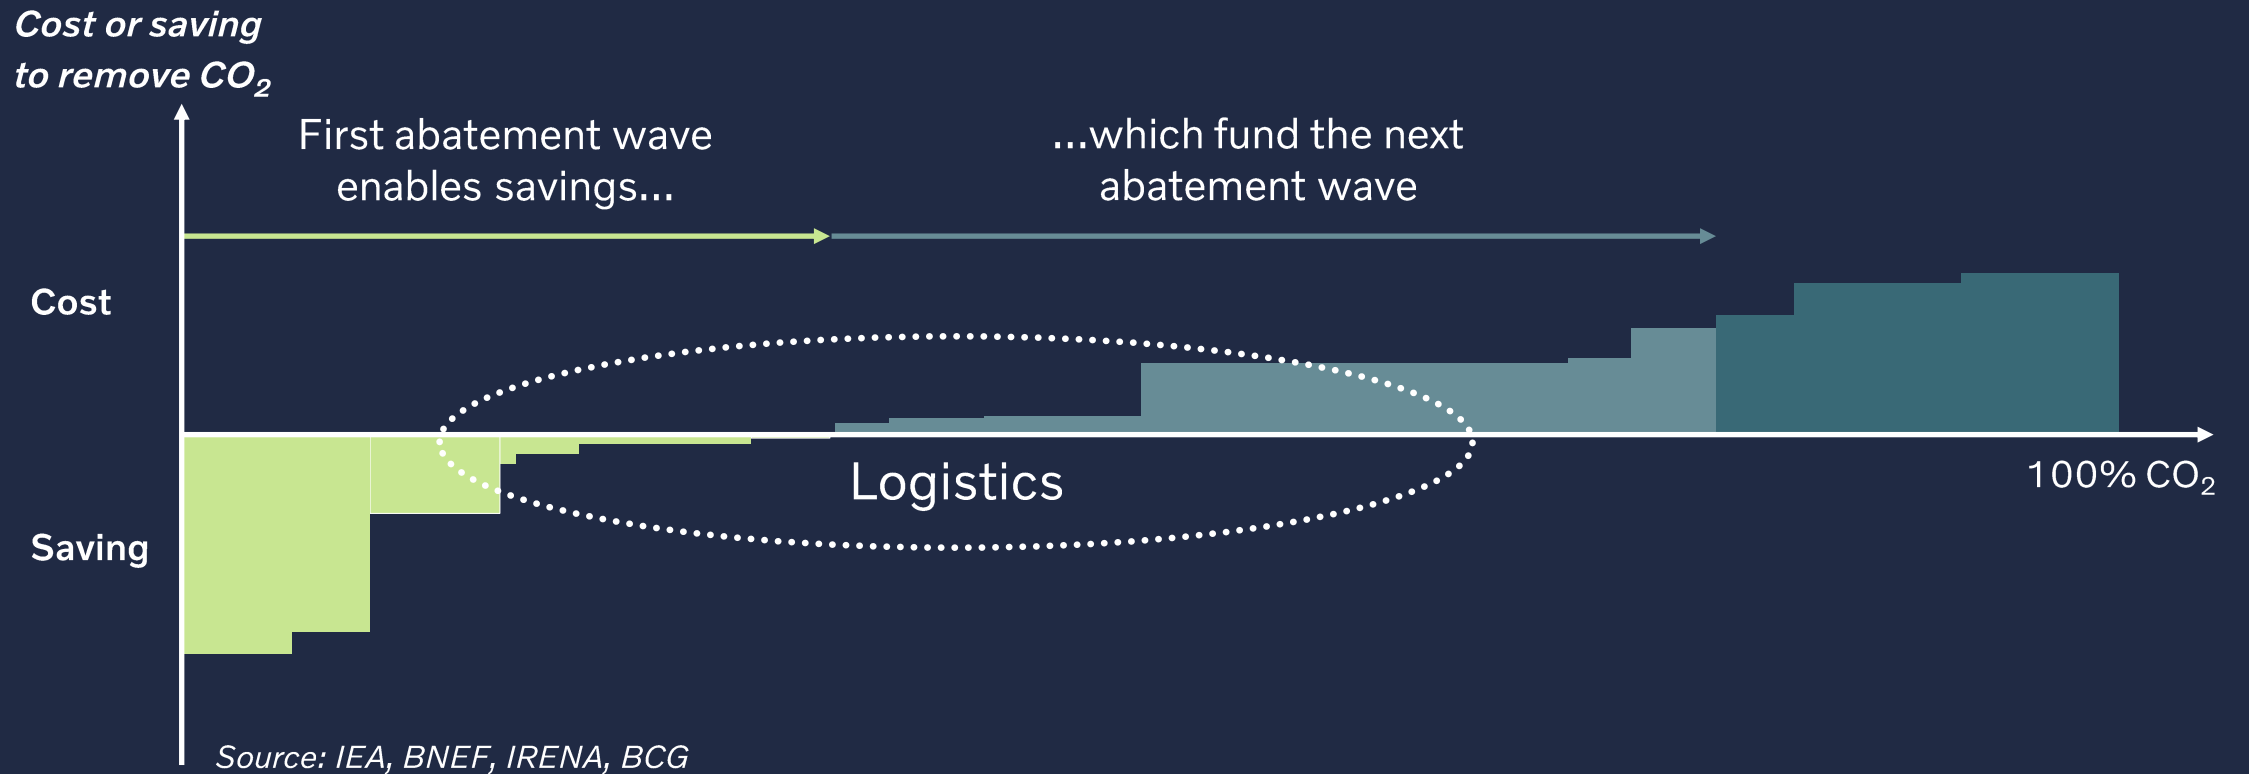 Cost or saving
to remove CO₂
First abatement wave
enables savings...
...which fund the next
abatement wave
Cost
Logistics
100% CO₂
Saving
Source: IEA, BNEF, IRENA, BCG